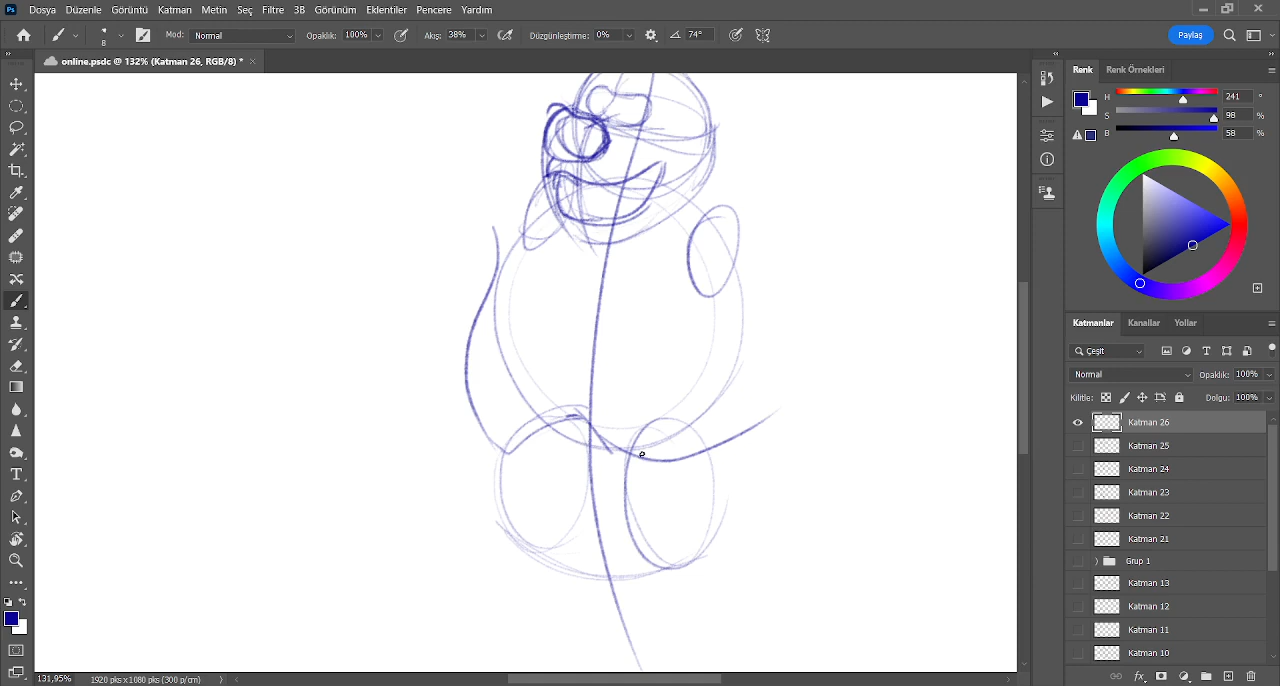 Ps Dosya Düzenle Görüntü Katman Metin Seç Filtre 3B Görünüm Eklentiler Pencere Yardım
8 Mod: Normal Opaklık: 100% Akış: 38% Düzgünleştirme: 0% 74° Paylaş
online.psdc @ 132% (Katman 26, RGB/8) *
Renk Renk Örnekleri
H 241 °
S 98 %
B 58 %
Katmanlar Kanallar Yollar
Çeşit
Normal Opaklık: 100%
Kilitle: Dolgu: 100%
Katman 26
Katman 25
Katman 24
Katman 23
Katman 22
Katman 21
Grup 1
Katman 13
Katman 12
Katman 11
Katman 10
131,95% 1920 pks x 1080 pks (300 p/cm)